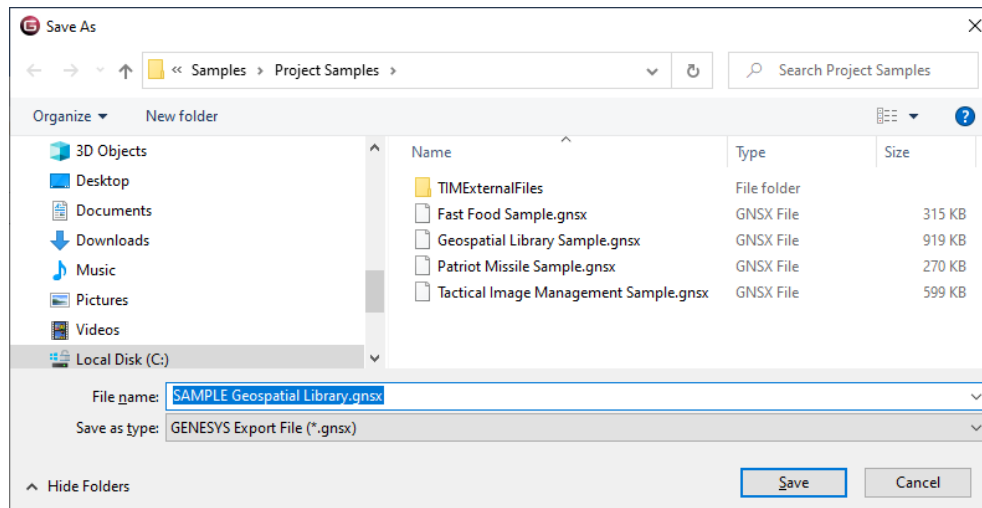 Save As
« Samples > Project Samples >
Search Project Samples
Organize
New folder
3D Objects
Desktop
Documents
Downloads
Music
Pictures
Videos
Local Disk (C:)
Name Type Size
TIMExternalFiles File folder
Fast Food Sample.gnsx GNSX File 315 KB
Geospatial Library Sample.gnsx GNSX File 919 KB
Patriot Missile Sample.gnsx GNSX File 270 KB
Tactical Image Management Sample.gnsx GNSX File 599 KB
File name: SAMPLE Geospatial Library.gnsx
Save as type: GENESYS Export File (*.gnsx)
Hide Folders
Save
Cancel